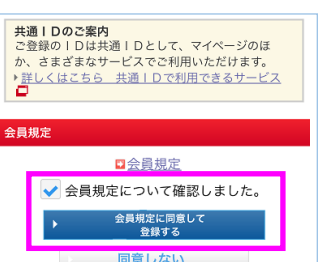 共通IDのご案内
ご登録のIDは共通IDとして、マイページのほ
か、さまざまなサービスでご利用いただけます。
詳しくはこちら 共通IDで利用できるサービス
会員規定
会員規定
会員規定について確認しました。
会員規定に同意して
登録する
同意しない